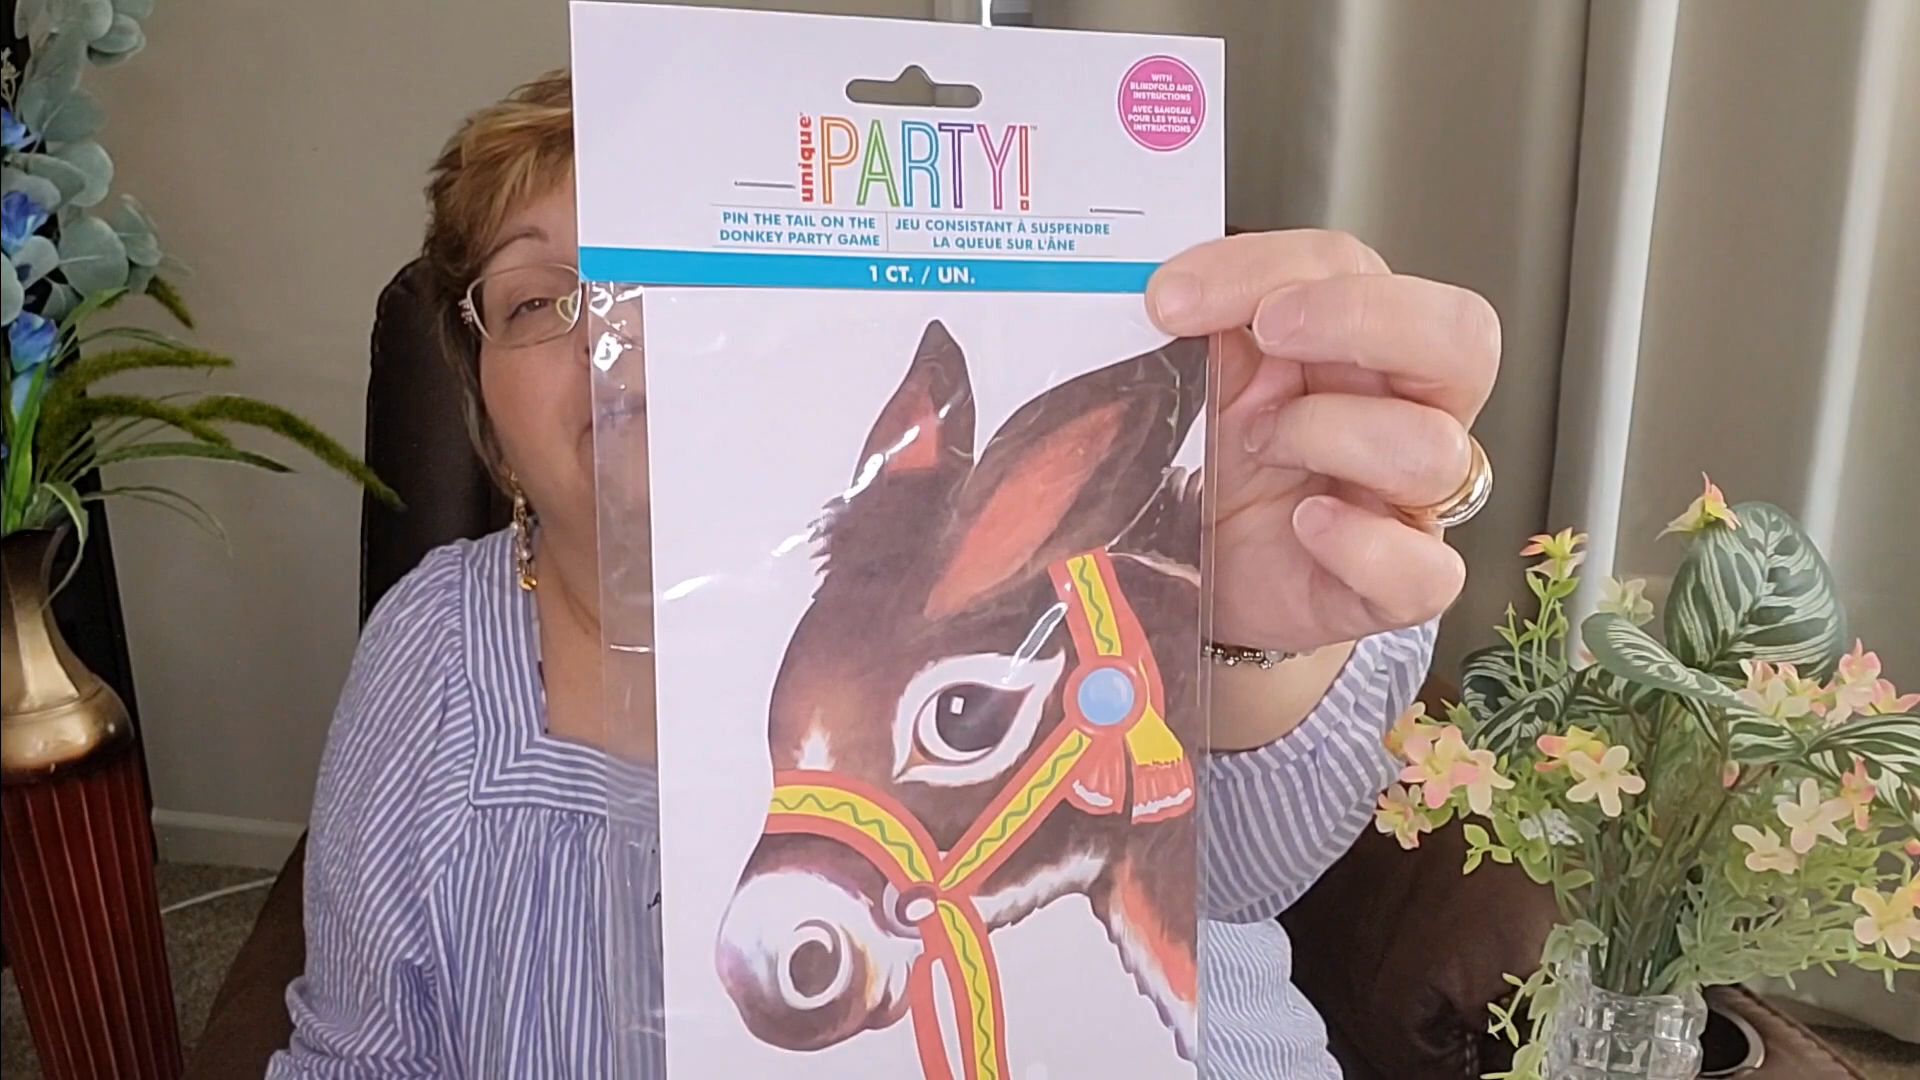 WITH
BLINDFOLD AND
INSTRUCTIONS
AVEC BANDEAU
POUR LES YEUX &
INSTRUCTIONS
unique
PARTY!™
PIN THE TAIL ON THE
DONKEY PARTY GAME
JEU CONSISTANT À SUSPENDRE
LA QUEUE SUR L'ÂNE
1 CT. / UN.